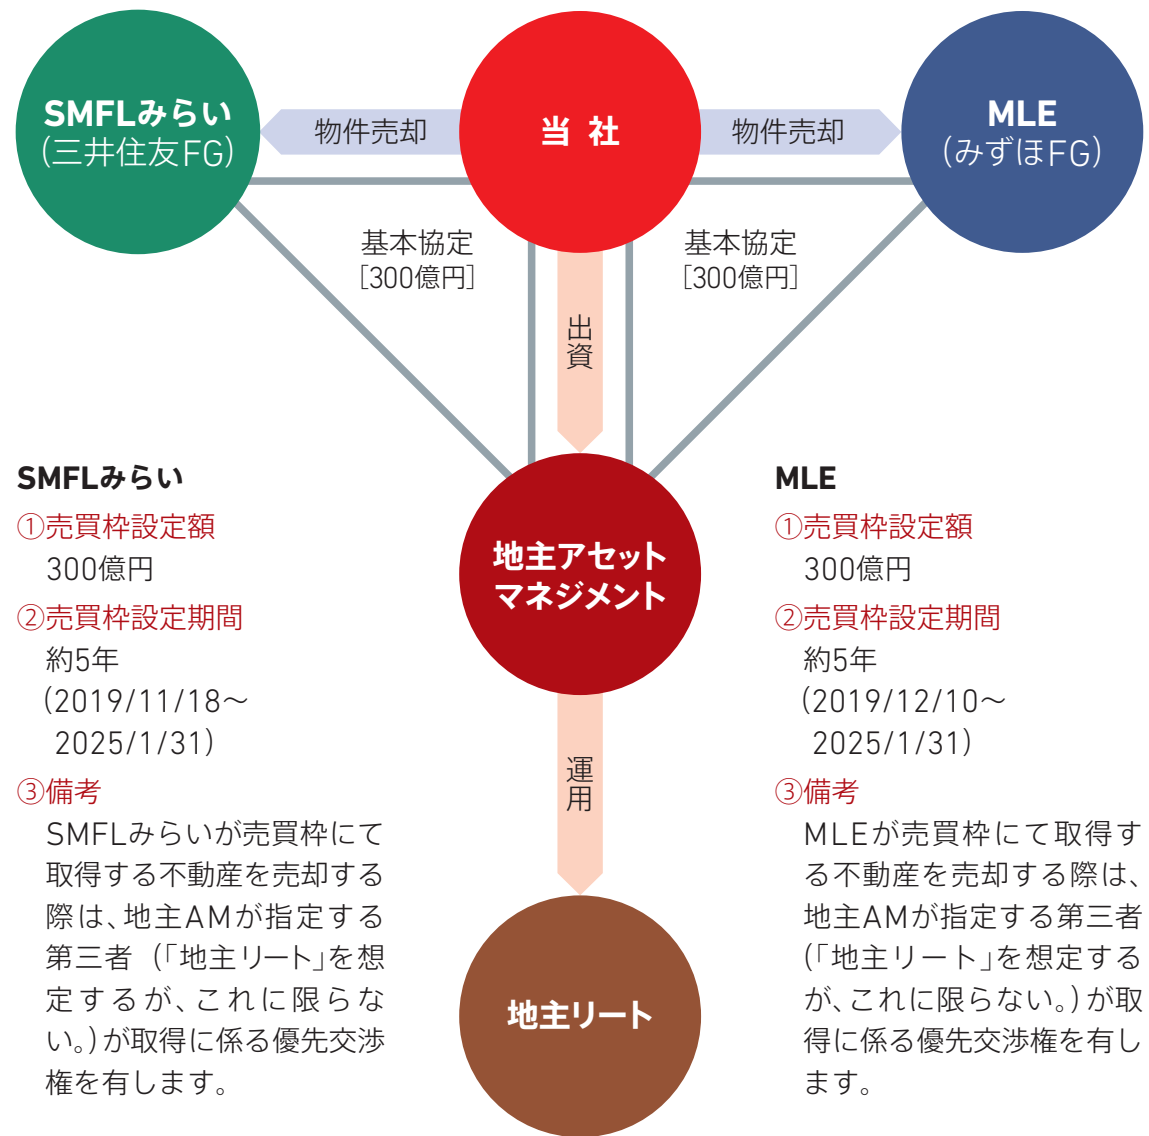 SMFLみらい
(三井住友FG)
物件売却
当 社
物件売却
MLE
(みずほFG)
基本協定
[300億円]
基本協定
[300億円]
出資
SMFLみらい
①売買枠設定額
300億円
②売買枠設定期間
約5年
(2019/11/18～
2025/1/31)
③備考
SMFLみらいが売買枠にて
取得する不動産を売却する
際は、地主AMが指定する
第三者 (「地主リート」を想
定するが、これに限らな
い。)が取得に係る優先交渉
権を有します。
地主アセット
マネジメント
運用
地主リート
MLE
①売買枠設定額
300億円
②売買枠設定期間
約5年
(2019/12/10～
2025/1/31)
③備考
MLEが売買枠にて取得す
る不動産を売却する際は、
地主AMが指定する第三者
(「地主リート」を想定する
が、これに限らない。)が取
得に係る優先交渉権を有し
ます。